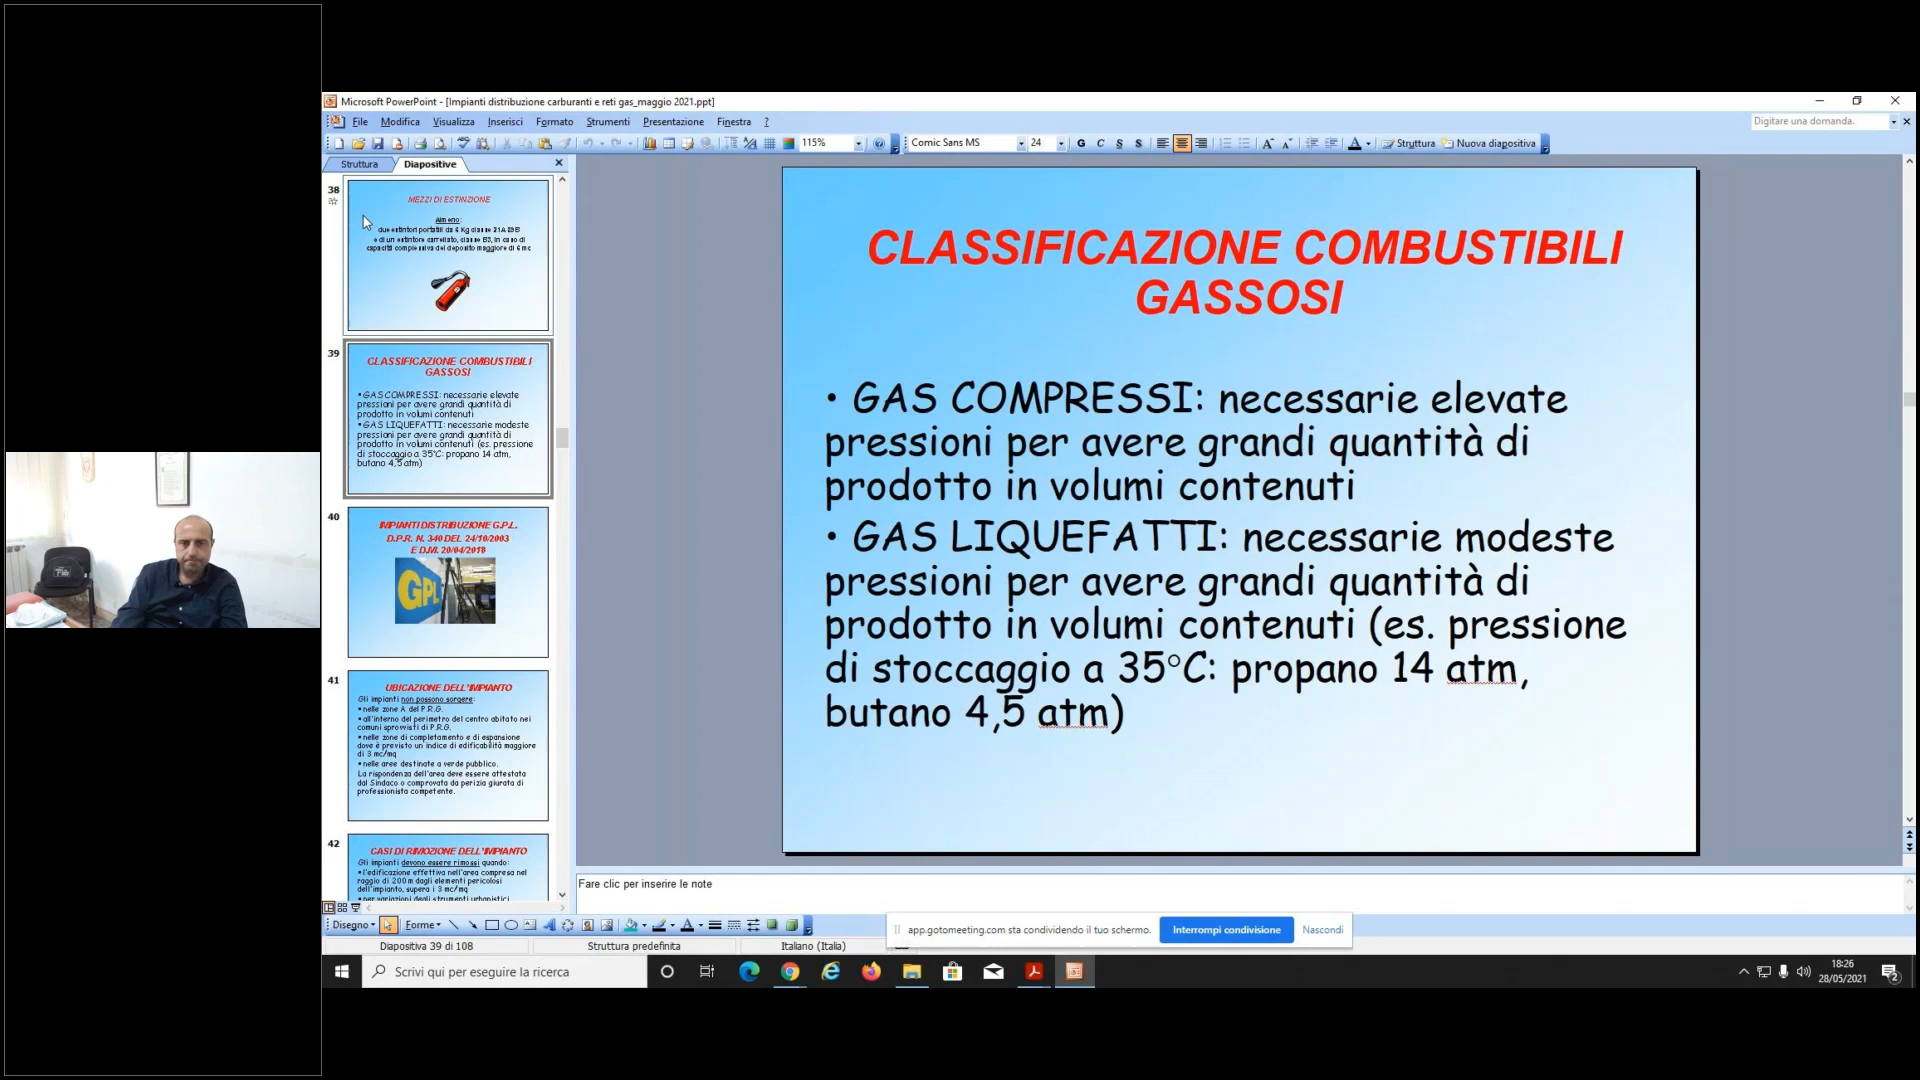 Microsoft PowerPoint - [Impianti distribuzione carburanti e reti gas_maggio 2021.ppt]
File Modifica Visualizza Inserisci Formato Strumenti Presentazione Finestra ?
Digitare una domanda.
115%
Comic Sans MS
24
G C S S
Struttura
Nuova diapositiva
Struttura
Diapositive
38
MEZZI DI ESTINZIONE
Almeno:
due estintori portatili da 6 Kg classe 21A 89B
e di un estintore carrellato, classe B3, in caso di
capacità complessiva del deposito maggiore di 6 mc
39
CLASSIFICAZIONE COMBUSTIBILI
GASSOSI
• GAS COMPRESSI: necessarie elevate
pressioni per avere grandi quantità di
prodotto in volumi contenuti
• GAS LIQUEFATTI: necessarie modeste
pressioni per avere grandi quantità di
prodotto in volumi contenuti (es. pressione
di stoccaggio a 35°C: propano 14 atm,
butano 4,5 atm)
40
IMPIANTI DISTRIBUZIONE G.P.L.
D.P.R. N. 340 DEL 24/10/2003
E D.M. 20/04/2018
GPL
41
UBICAZIONE DELL'IMPIANTO
Gli impianti non possono sorgere:
• nelle zone A del P.R.G.
• all'interno del perimetro del centro abitato nei
comuni sprovvisti di P.R.G.
• nelle zone di completamento e di espansione
dove è previsto un indice di edificabilità maggiore
di 3 mc/mq
• nelle aree destinate a verde pubblico.
La rispondenza dell'area deve essere attestata
dal Sindaco o comprovata da perizia giurata di
professionista competente.
42
CASI DI RIMOZIONE DELL'IMPIANTO
Gli impianti devono essere rimossi quando:
• l'edificazione effettiva nell'area compresa nel
raggio di 200 m dagli elementi pericolosi
dell'impianto, supera i 3 mc/mq
• per variazioni degli strumenti urbanistici
CLASSIFICAZIONE COMBUSTIBILI
GASSOSI
• GAS COMPRESSI: necessarie elevate
pressioni per avere grandi quantità di
prodotto in volumi contenuti
• GAS LIQUEFATTI: necessarie modeste
pressioni per avere grandi quantità di
prodotto in volumi contenuti (es. pressione
di stoccaggio a 35°C: propano 14 atm,
butano 4,5 atm)
Fare clic per inserire le note
Disegno
Forme
app.gotomeeting.com sta condividendo il tuo schermo.
Interrompi condivisione
Nascondi
Diapositiva 39 di 108
Struttura predefinita
Italiano (Italia)
Scrivi qui per eseguire la ricerca
18:26
28/05/2021
2